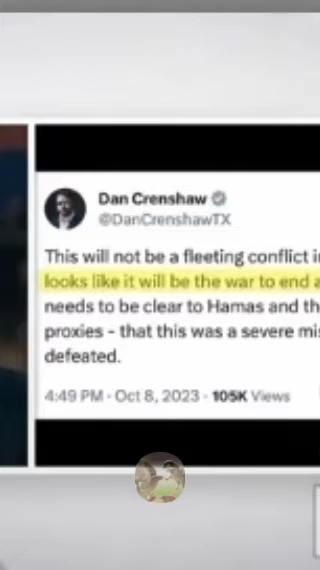 Dan Crenshaw
@DanCrenshawTX
This will not be a fleeting conflict i
looks like it will be the war to end a
needs to be clear to Hamas and th
proxies - that this was a severe mis
defeated.
4:49 PM · Oct 8, 2023 · 105K Views